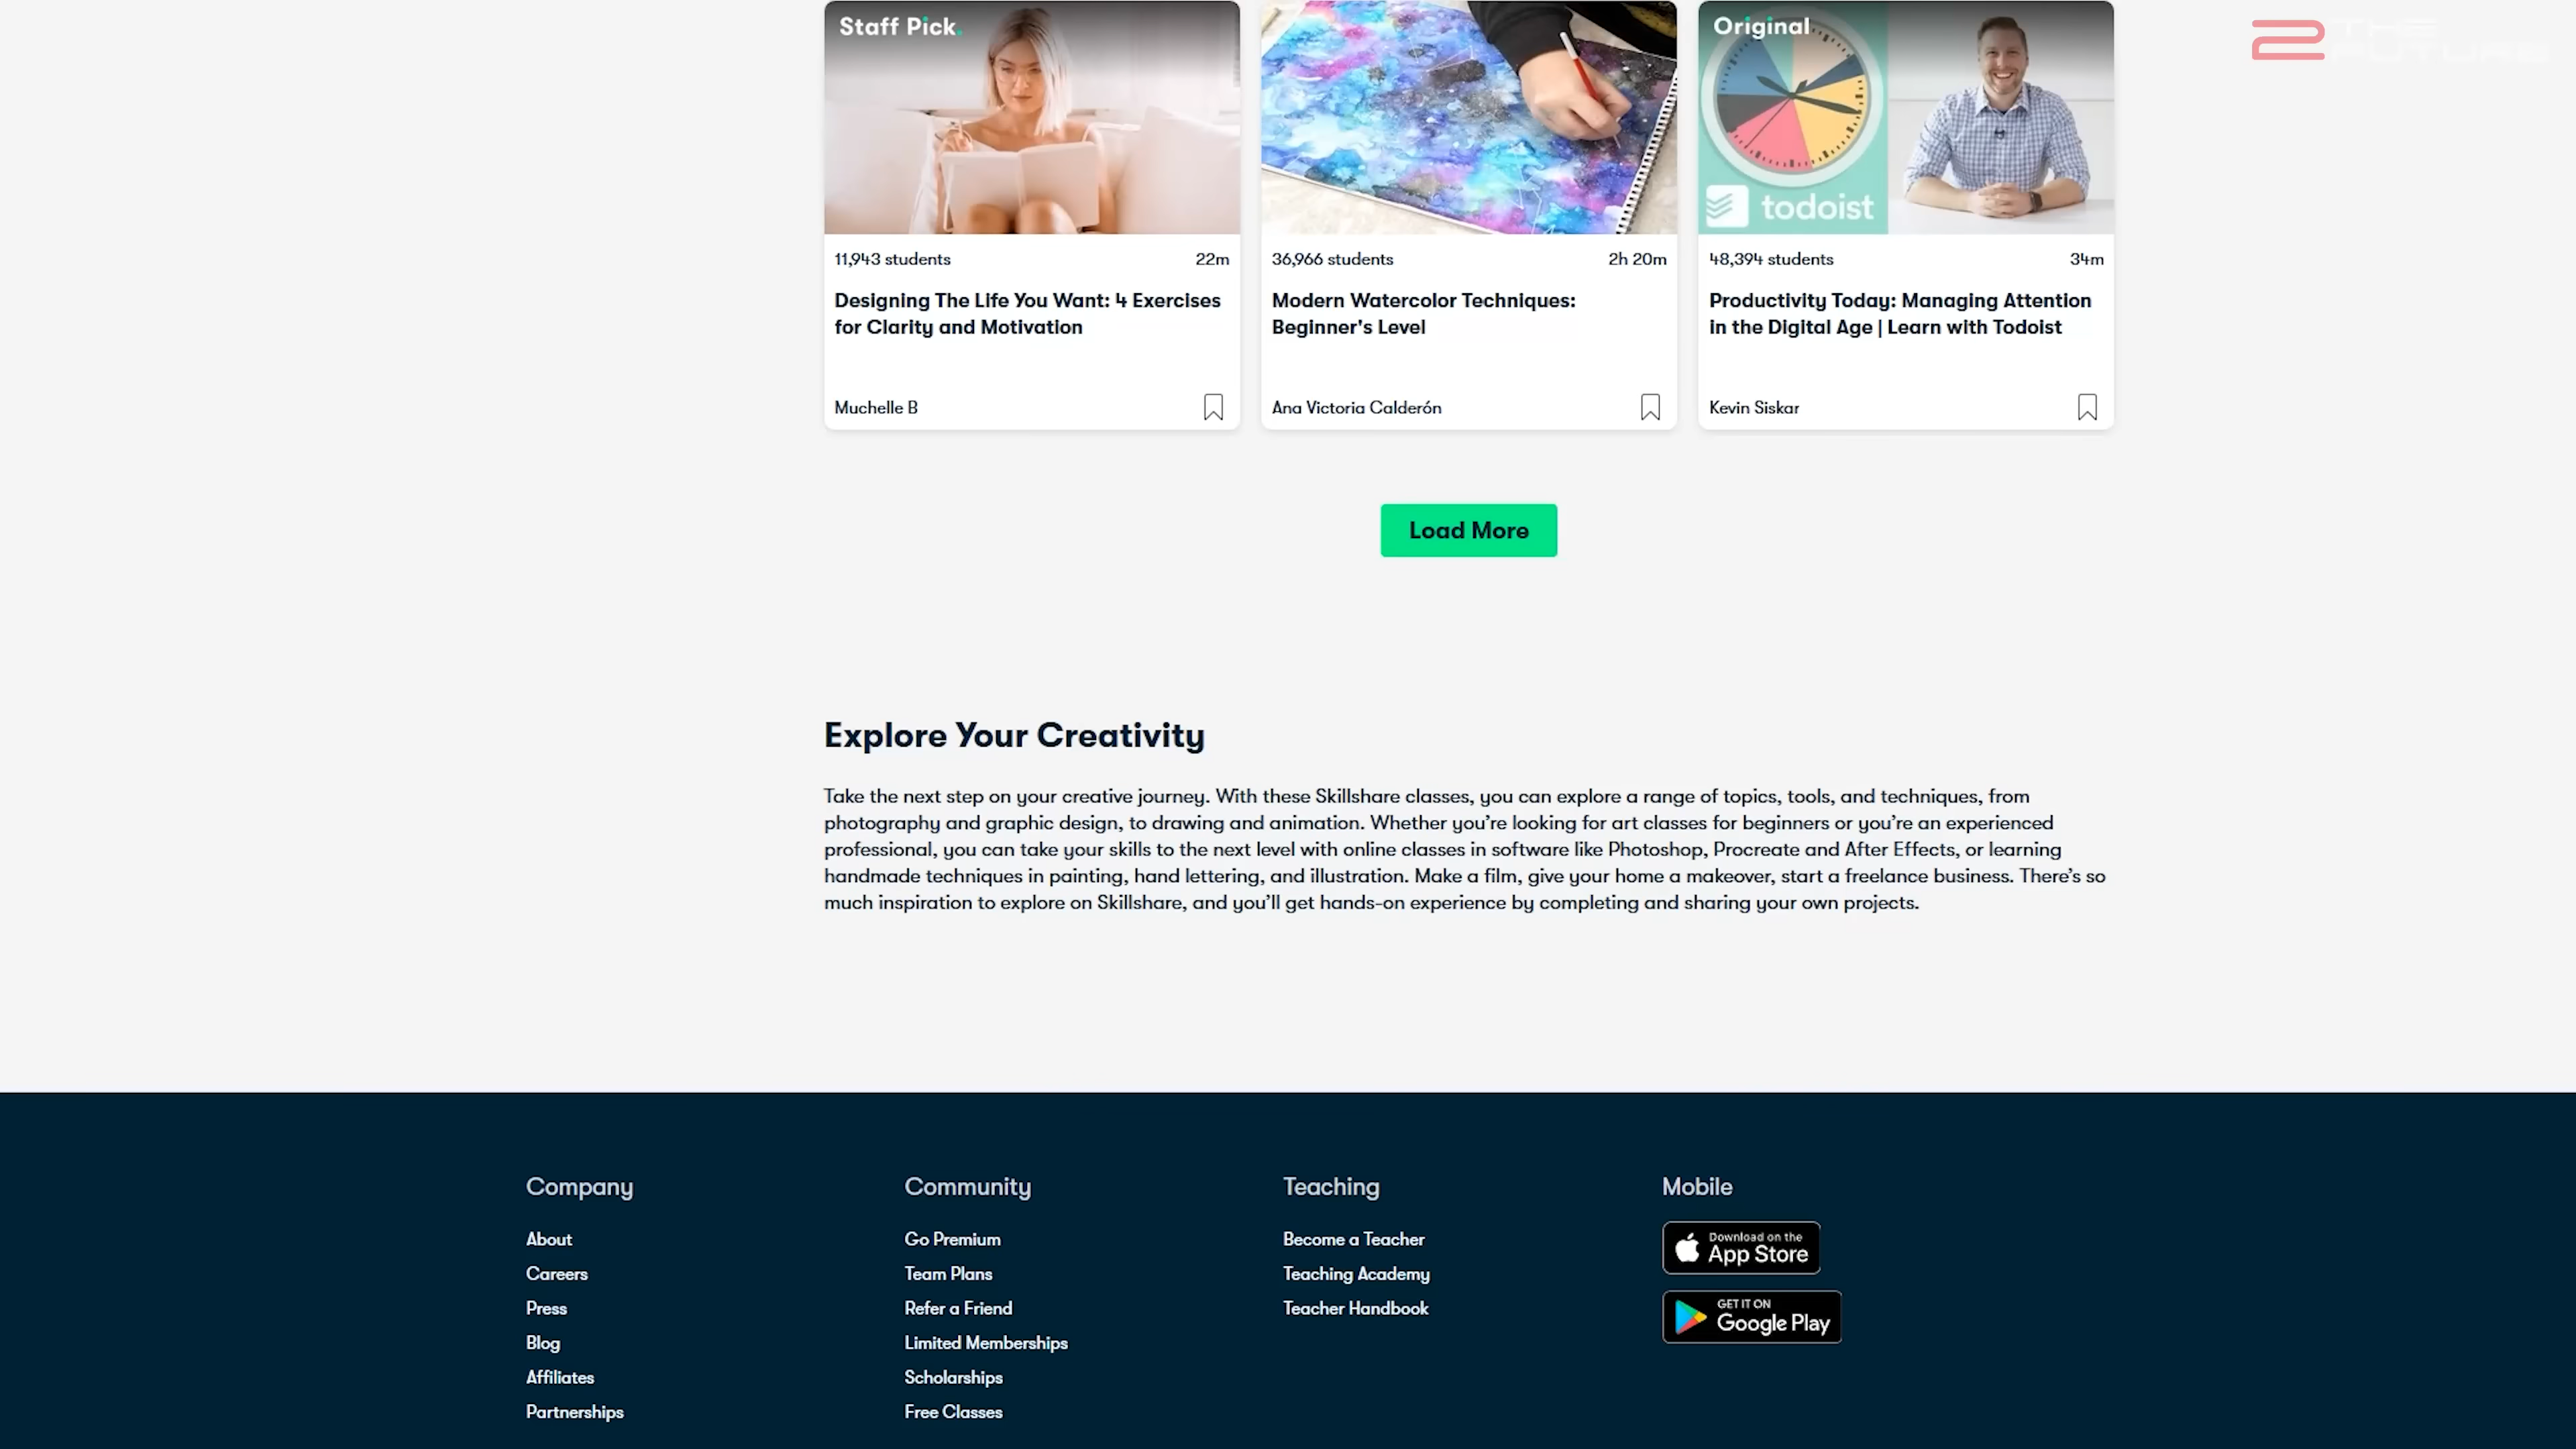 Staff Pick.
11,943 students
22m
Designing The Life You Want: 4 Exercises
for Clarity and Motivation
Muchelle B
36,966 students
2h 20m
Modern Watercolor Techniques:
Beginner's Level
Ana Victoria Calderón
Original
todoist
48,394 students
34m
Productivity Today: Managing Attention
in the Digital Age | Learn with Todoist
Kevin Siskar
2 THE
FUTURE
Load More
Explore Your Creativity
Take the next step on your creative journey. With these Skillshare classes, you can explore a range of topics, tools, and techniques, from
photography and graphic design, to drawing and animation. Whether you’re looking for art classes for beginners or you’re an experienced
professional, you can take your skills to the next level with online classes in software like Photoshop, Procreate and After Effects, or learning
handmade techniques in painting, hand lettering, and illustration. Make a film, give your home a makeover, start a freelance business. There’s so
much inspiration to explore on Skillshare, and you’ll get hands-on experience by completing and sharing your own projects.
Company
About
Careers
Press
Blog
Affiliates
Partnerships
Community
Go Premium
Team Plans
Refer a Friend
Limited Memberships
Scholarships
Free Classes
Teaching
Become a Teacher
Teaching Academy
Teacher Handbook
Mobile
Download on the
App Store
GET IT ON
Google Play